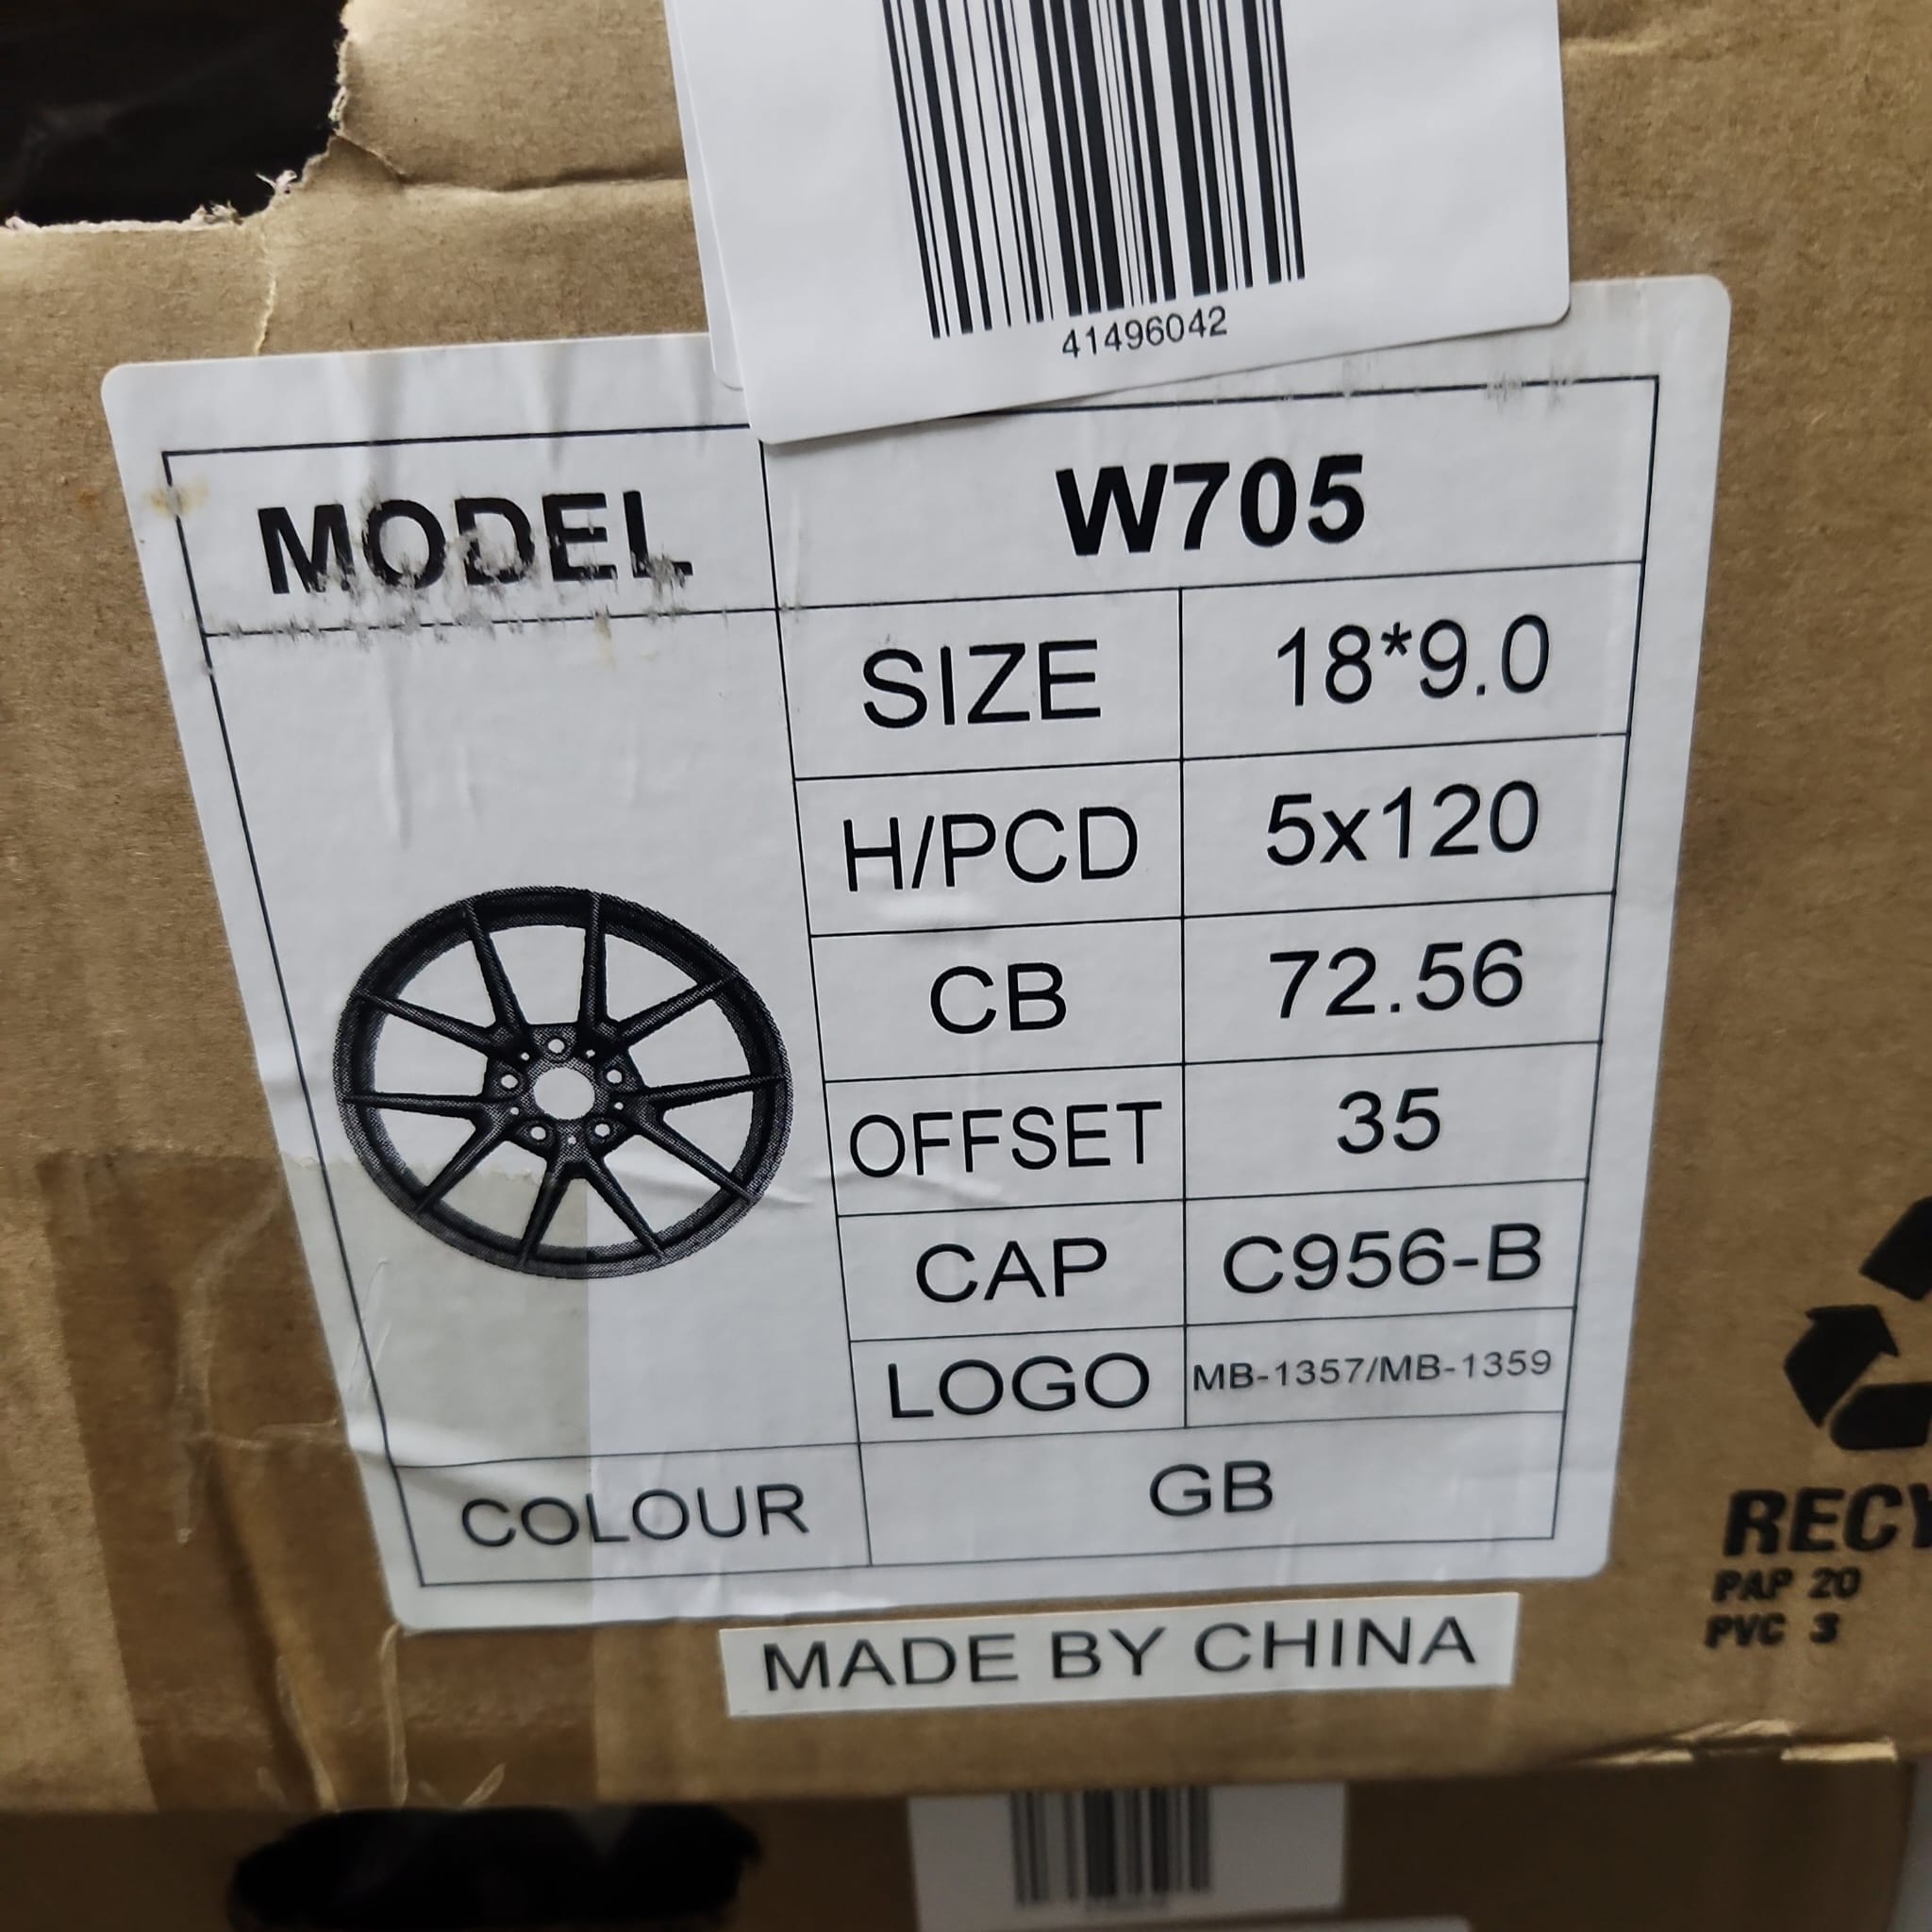 41496042
MODEL W705
SIZE 18*9.0
H/PCD 5x120
CB 72.56
OFFSET 35
CAP C956-B
LOGO MB-1357/MB-1359
COLOUR GB
MADE BY CHINA
RECY
PAP 20
PVC 3